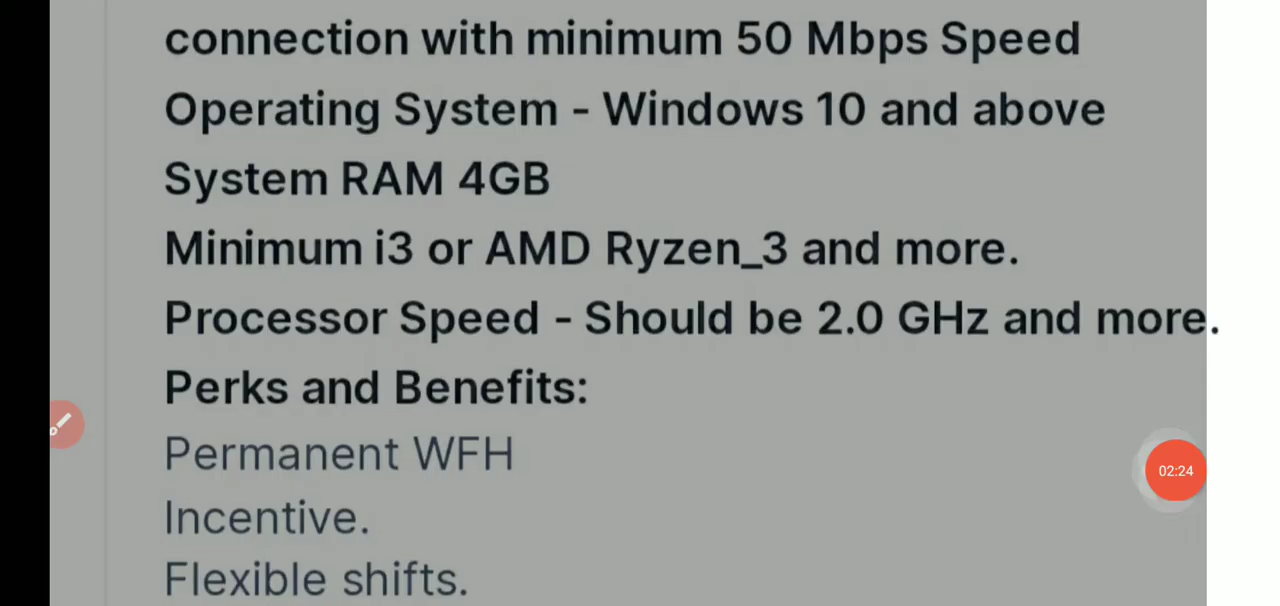 connection with minimum 50 Mbps Speed
Operating System - Windows 10 and above
System RAM 4GB
Minimum i3 or AMD Ryzen_3 and more.
Processor Speed - Should be 2.0 GHz and more.
Perks and Benefits:
Permanent WFH
02:24
Incentive.
Flexible shifts.